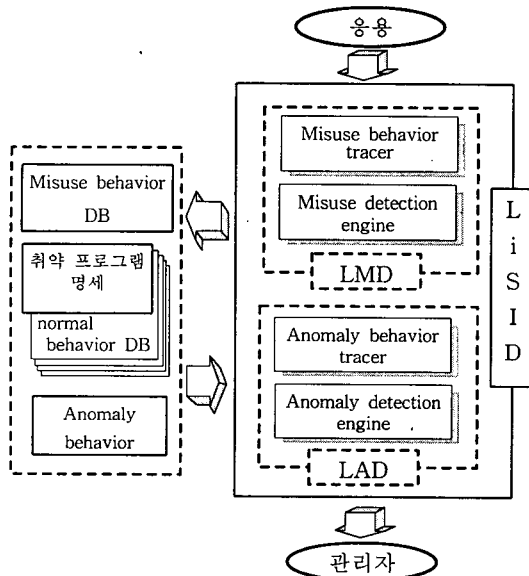 응용
Misuse behavior
tracer
Misuse detection
engine
LMD
Anomaly behavior
tracer
Anomaly detection
engine
LAD
L
i
S
I
D
Misuse behavior
DB
취약 프로그램
명세
normal
behavior DB
Anomaly
behavior
관리자